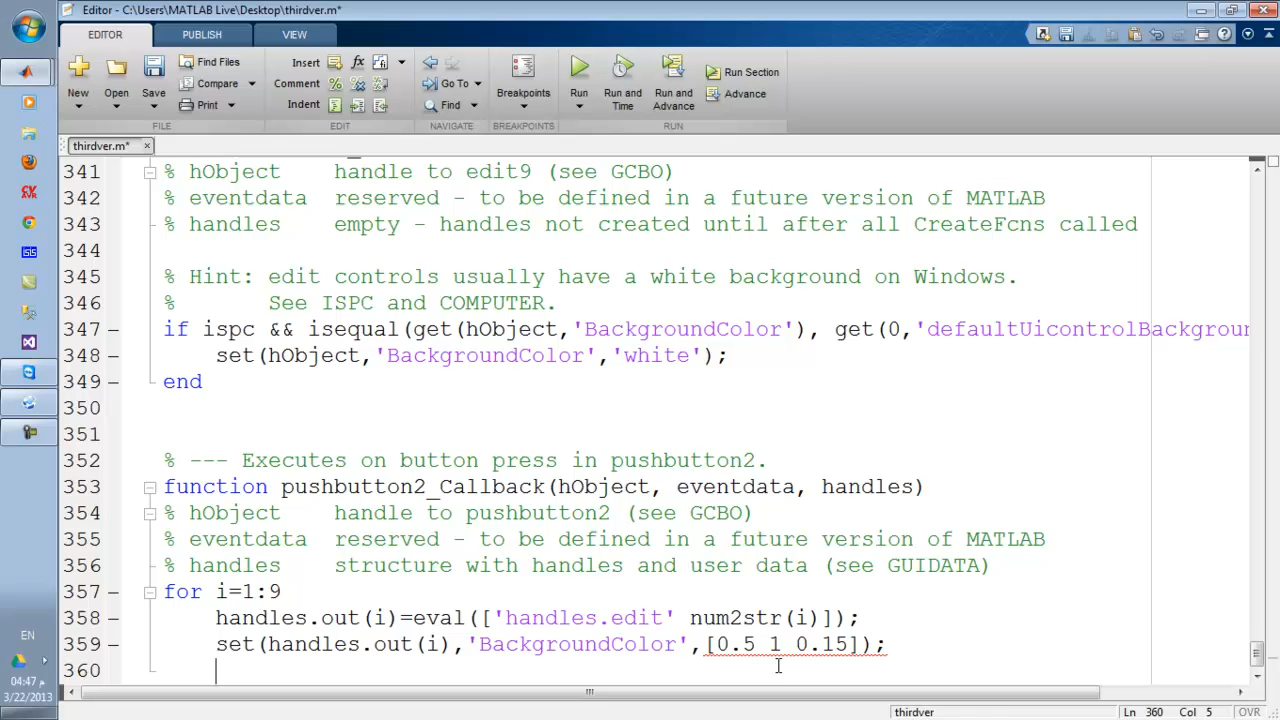 Editor - C:\Users\MATLAB Live\Desktop\thirdver.m*
EDITOR PUBLISH VIEW
New Open Save
Find Files
Compare
Print
FILE
Insert
Comment
Indent
EDIT
Go To
Find
NAVIGATE
Breakpoints
BREAKPOINTS
Run
Run and Time
Run and Advance
Run Section
Advance
RUN
thirdver.m*
341 % hObject    handle to edit9 (see GCBO)
342 % eventdata  reserved - to be defined in a future version of MATLAB
343 % handles    empty - handles not created until after all CreateFcns called
344
345 % Hint: edit controls usually have a white background on Windows.
346 %       See ISPC and COMPUTER.
347 if ispc && isequal(get(hObject,'BackgroundColor'), get(0,'defaultUicontrolBackgroun
348     set(hObject,'BackgroundColor','white');
349 end
350
351
352 % --- Executes on button press in pushbutton2.
353 function pushbutton2_Callback(hObject, eventdata, handles)
354 % hObject    handle to pushbutton2 (see GCBO)
355 % eventdata  reserved - to be defined in a future version of MATLAB
356 % handles    structure with handles and user data (see GUIDATA)
357 for i=1:9
358     handles.out(i)=eval(['handles.edit' num2str(i)]);
359     set(handles.out(i),'BackgroundColor',[0.5 1 0.15]);
360
CV
AVR
ISIS
EN
04:47 م
3/22/2013
thirdver
Ln 360 Col 5
OVR